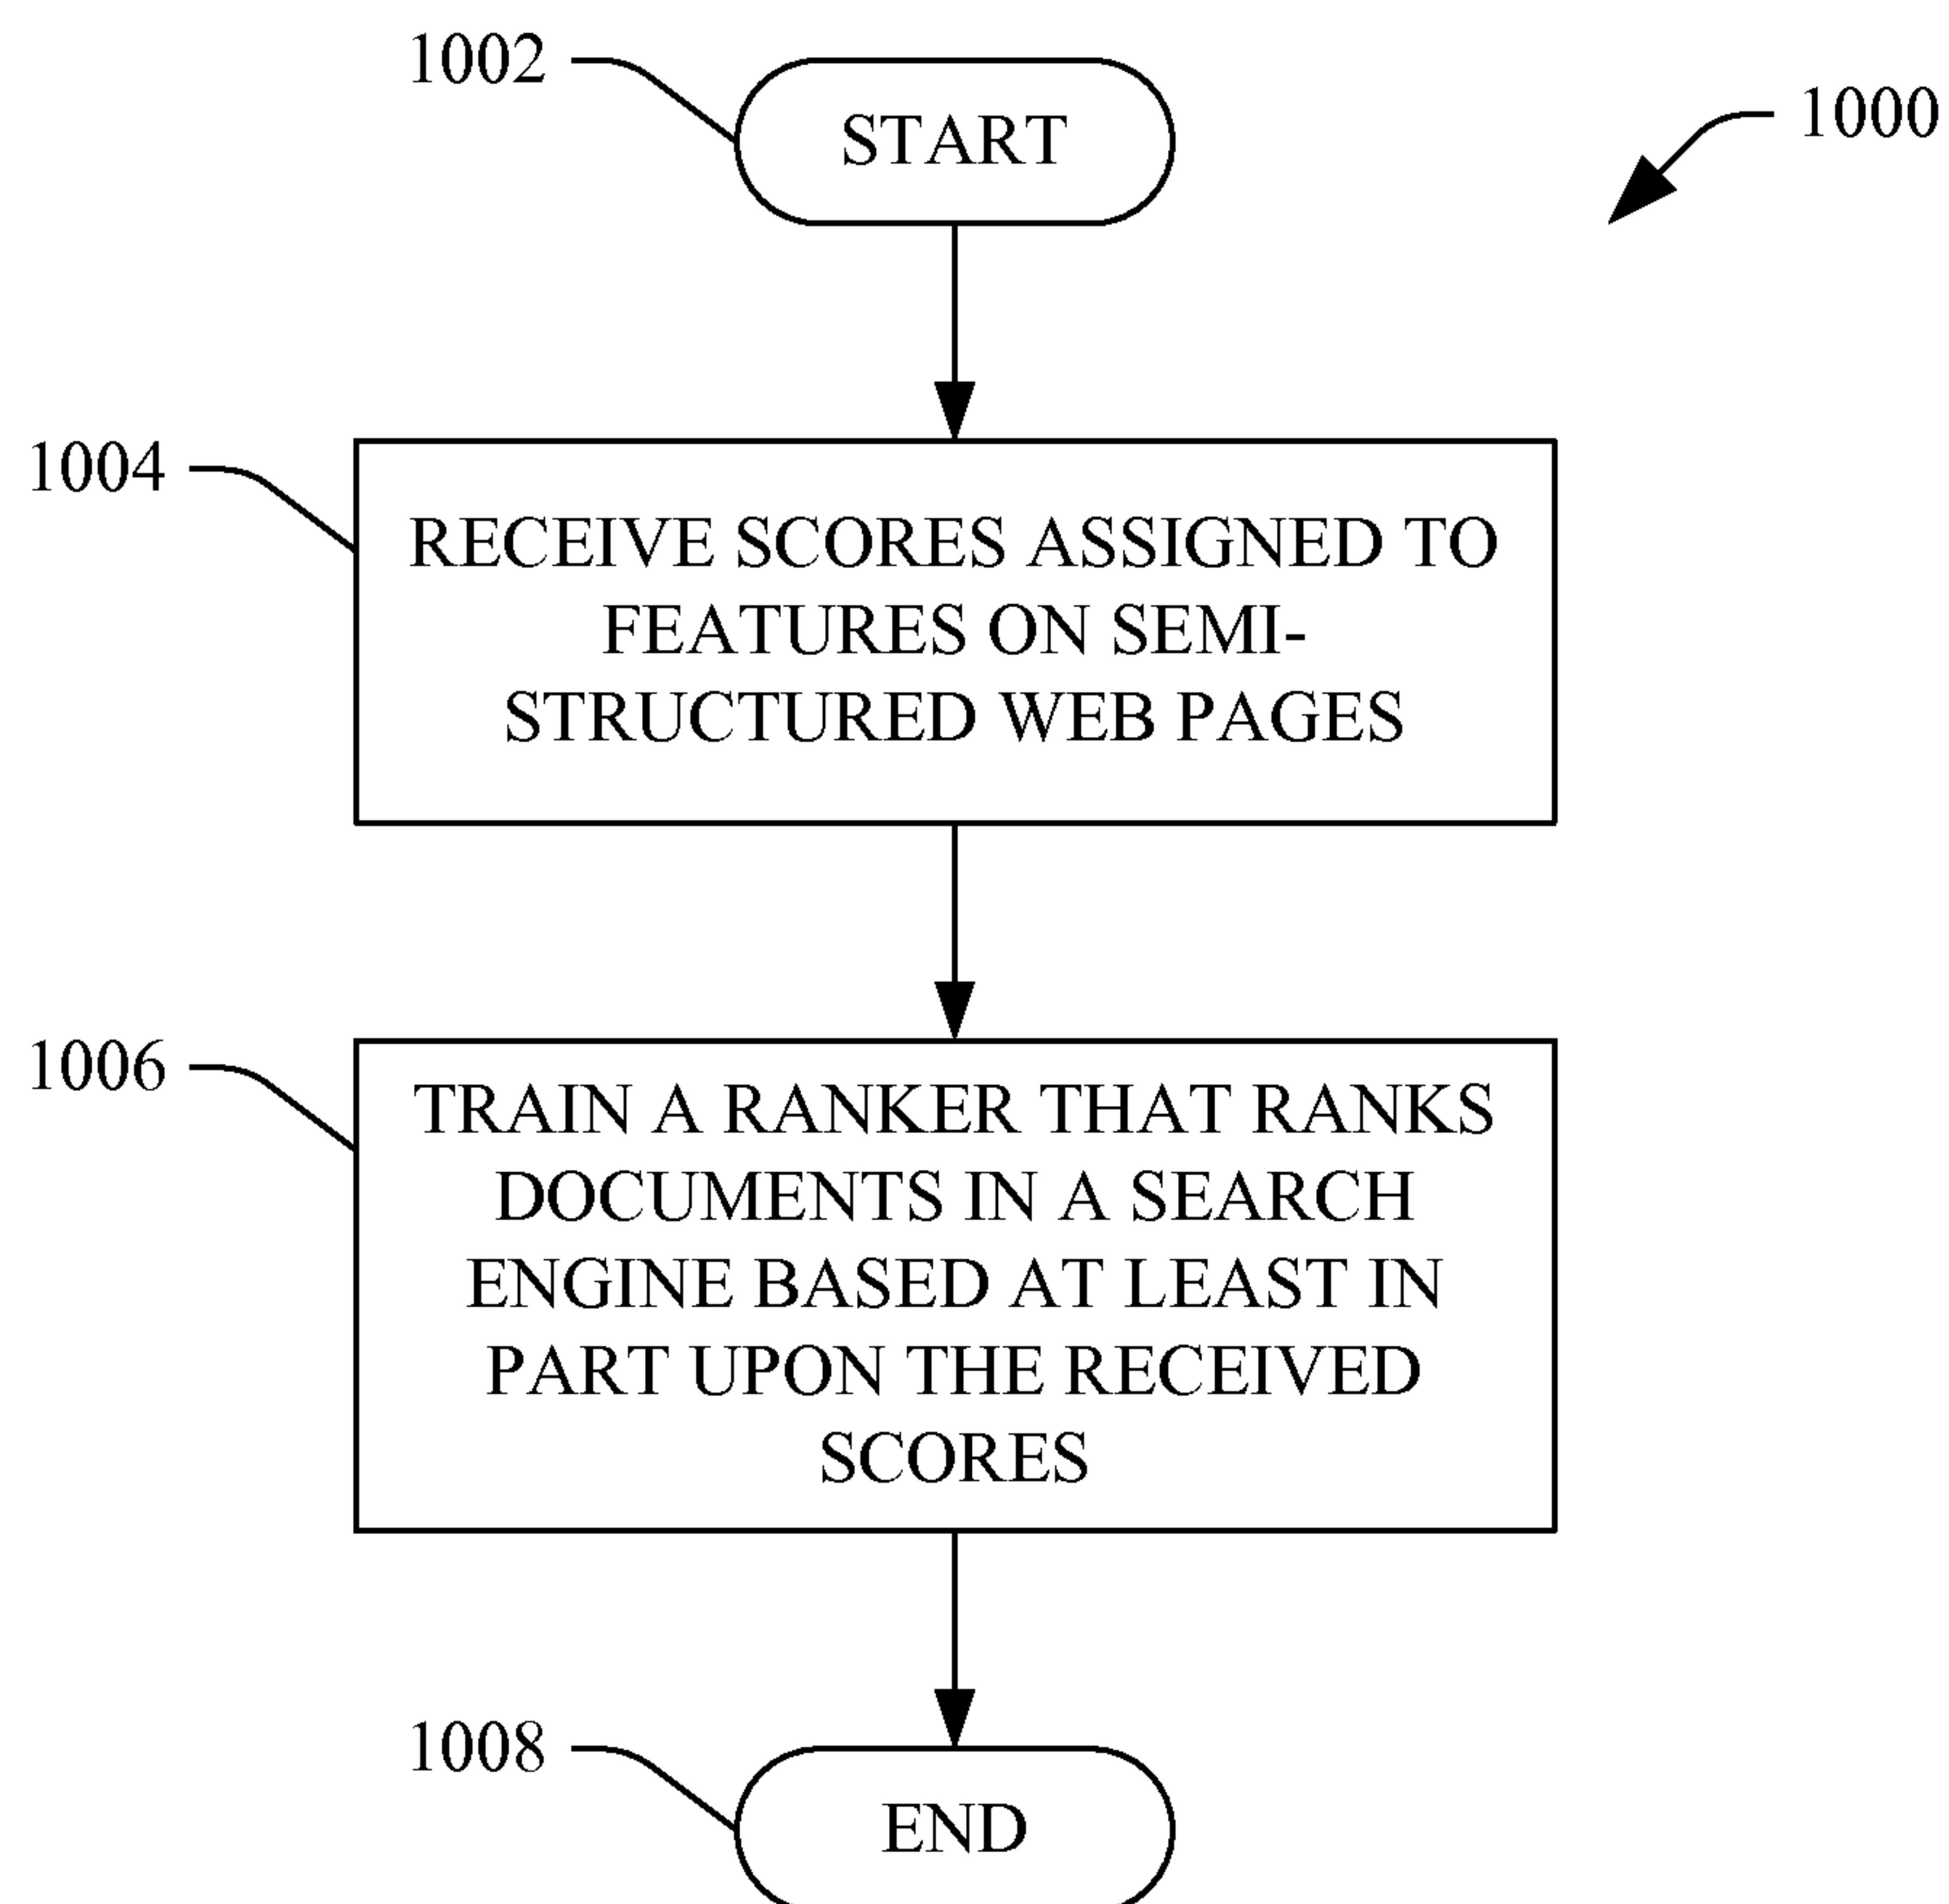 1002
START
1000
1004
RECEIVE SCORES ASSIGNED TO
FEATURES ON SEMI-
STRUCTURED WEB PAGES
1006
TRAIN A RANKER THAT RANKS
DOCUMENTS IN A SEARCH
ENGINE BASED AT LEAST IN
PART UPON THE RECEIVED
SCORES
1008
END